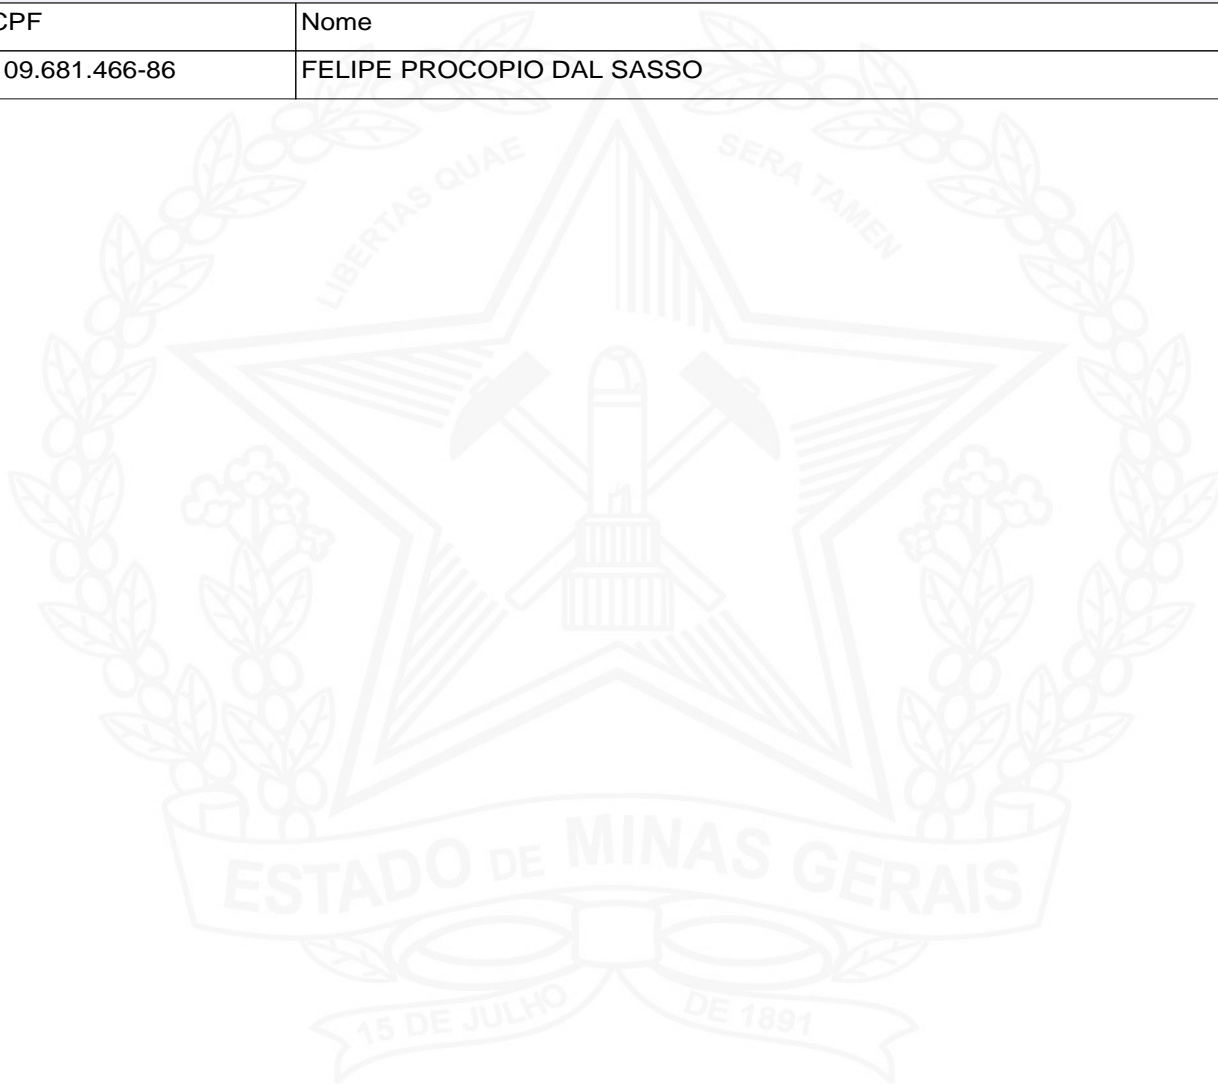 CPF Nome
09.681.466-86 FELIPE PROCOPIO DAL SASSO
LIBERTAS QUAE SERA TAMEN
ESTADO DE MINAS GERAIS
15 DE JULHO DE 1891